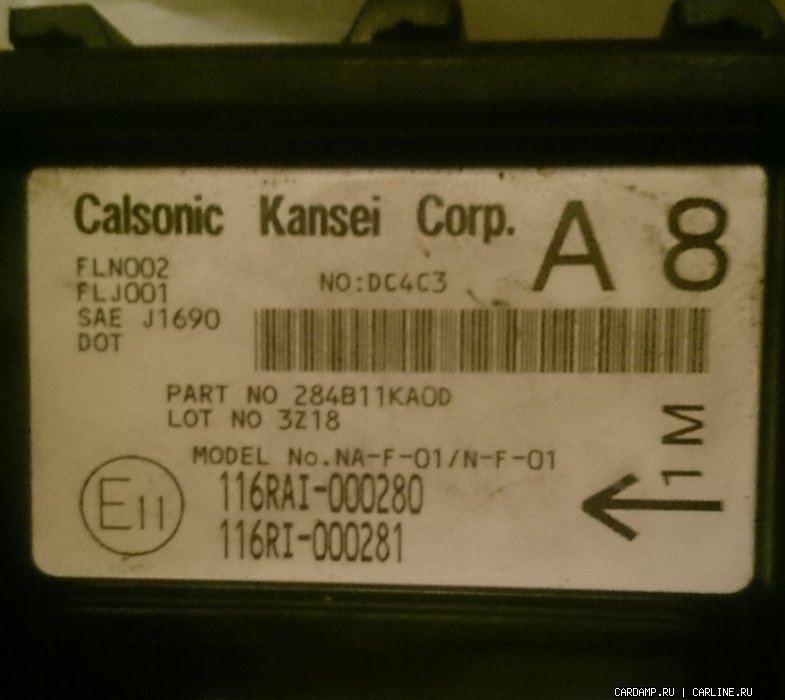 Calsonic Kansei Corp. A 8
FLN002
FLJ001
NO:DC4C3
SAE J1690
DOT
PART NO 284B11KA0D
LOT NO 3Z18
1M
MODEL No.NA-F-01/N-F-01
E11
116RAI-000280
116RI-000281
CARDAMP.RU | CARLINE.RU